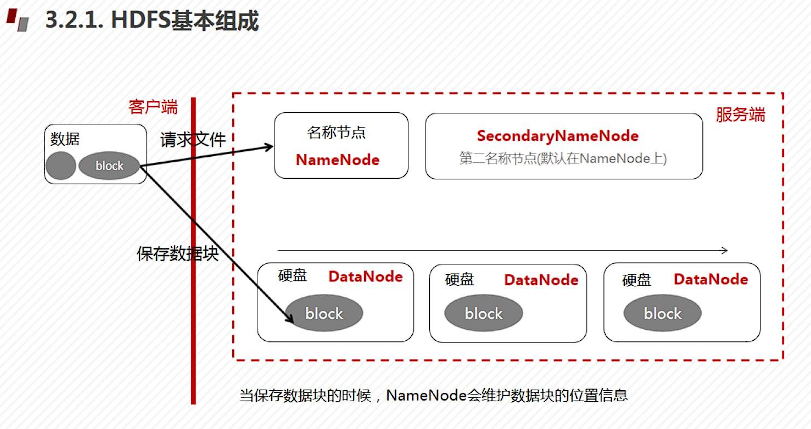 3.2.1. HDFS基本组成
客户端
服务端
数据
block
请求文件
名称节点
NameNode
SecondaryNameNode
第二名称节点(默认在NameNode上)
保存数据块
硬盘 DataNode
block
硬盘 DataNode
block
硬盘 DataNode
block
当保存数据块的时候，NameNode会维护数据块的位置信息